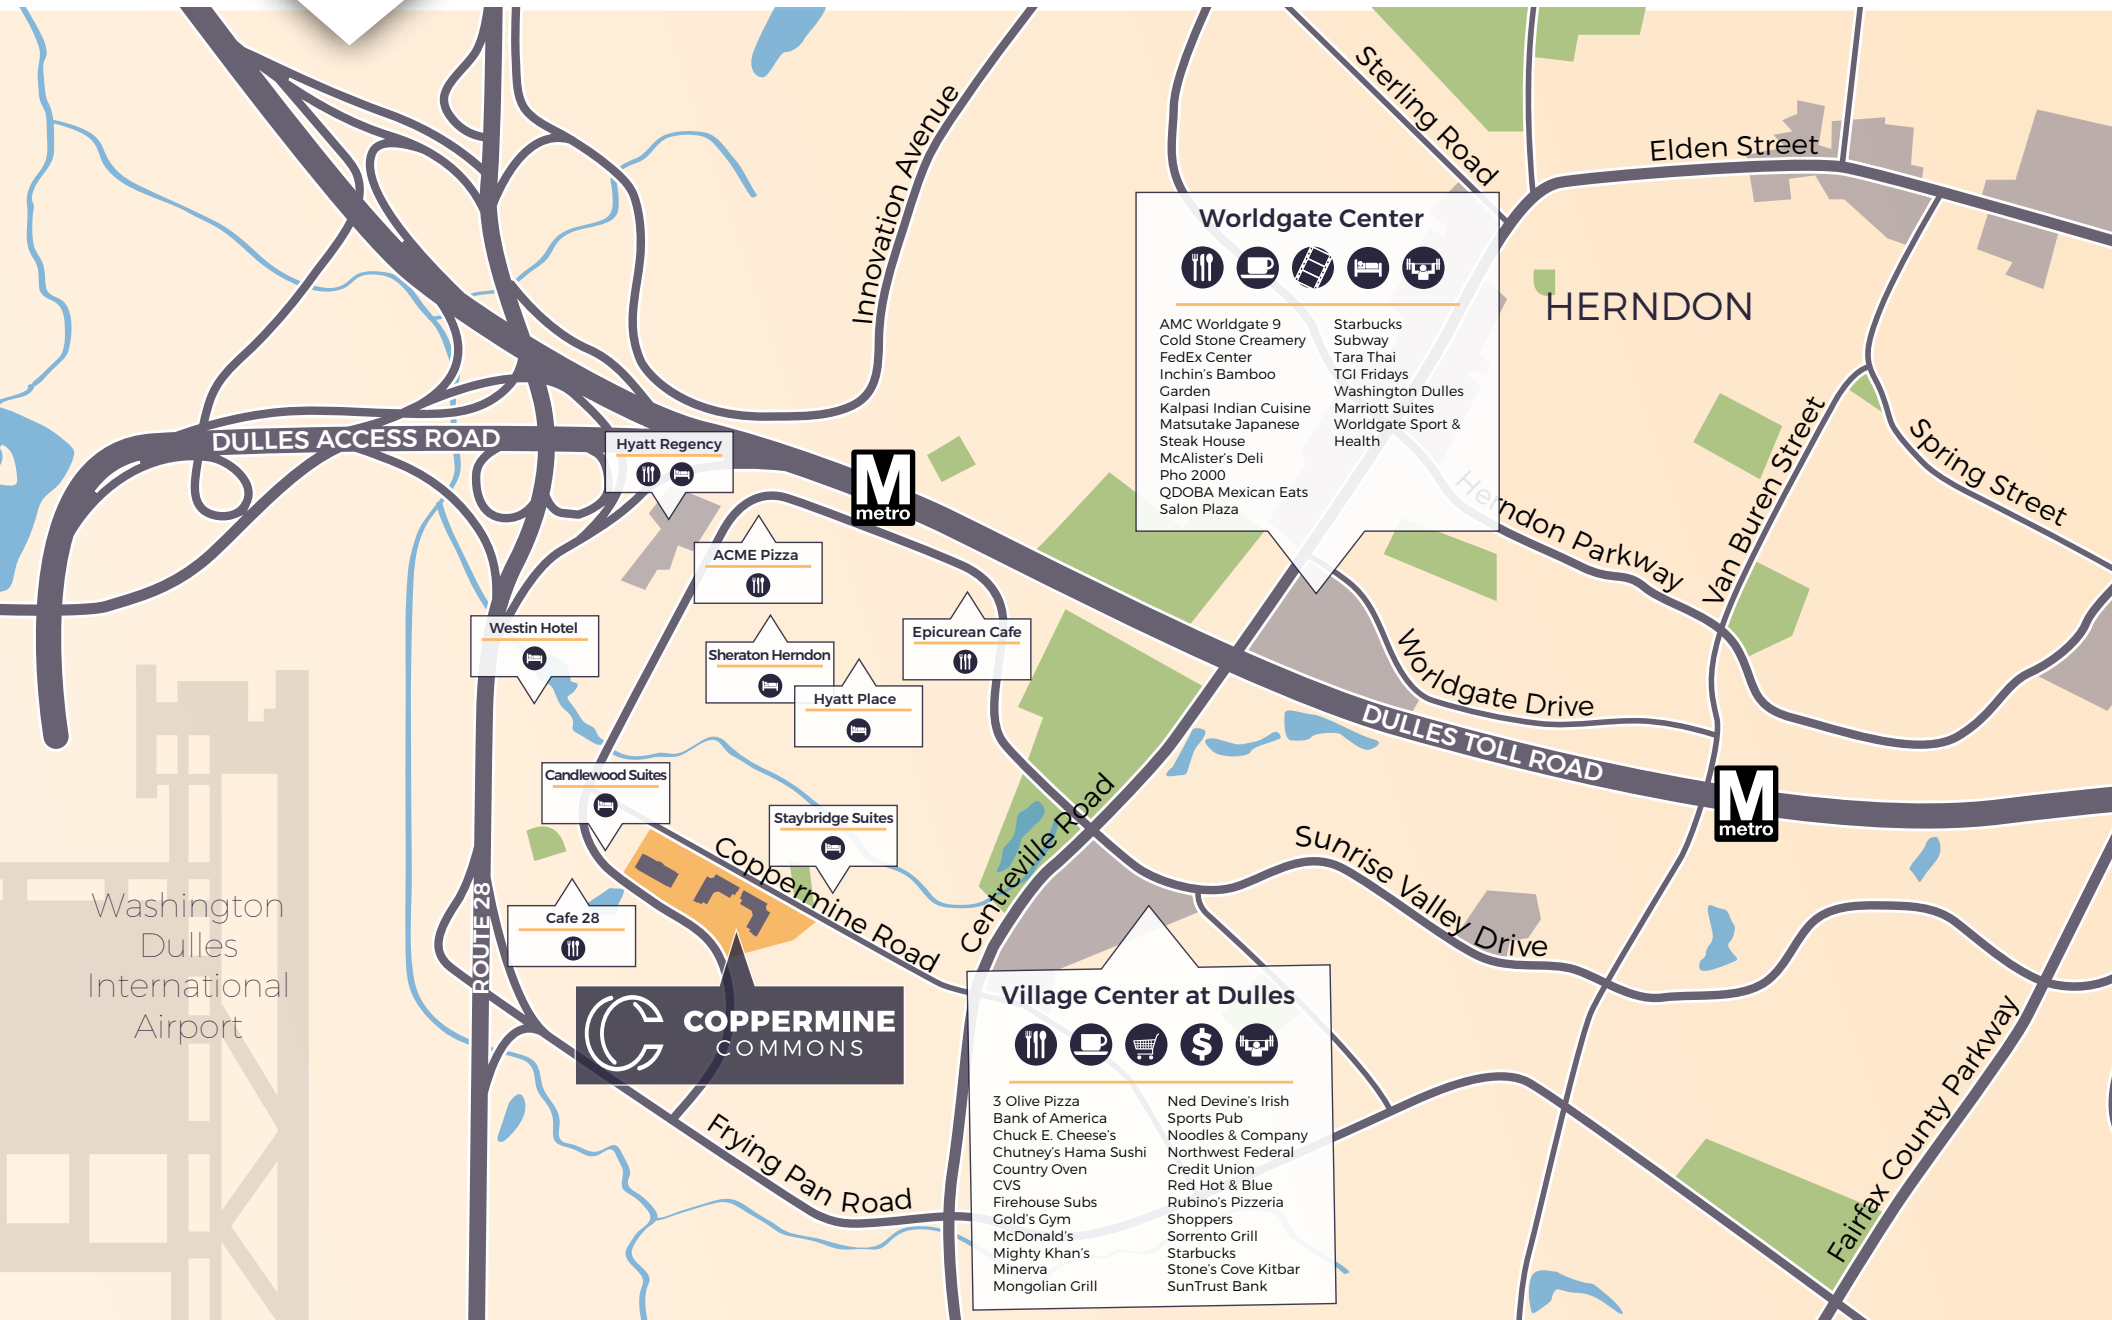 Sterling Road
Elden Street
Innovation Avenue
Worldgate Center
AMC Worldgate 9
Cold Stone Creamery
FedEx Center
Inchin's Bamboo
Garden
Kalpasi Indian Cuisine
Matsutake Japanese
Steak House
McAlister's Deli
Pho 2000
QDOBA Mexican Eats
Salon Plaza
Starbucks
Subway
Tara Thai
TGI Fridays
Washington Dulles
Marriott Suites
Worldgate Sport &
Health
HERNDON
DULLES ACCESS ROAD
Hyatt Regency
M
metro
Herndon Parkway
Van Buren Street
Spring Street
ACME Pizza
Westin Hotel
Sheraton Herndon
Epicurean Cafe
Hyatt Place
Worldgate Drive
DULLES TOLL ROAD
M
metro
Candlewood Suites
Staybridge Suites
Coppermine Road
Centreville Road
Sunrise Valley Drive
Washington
Dulles
International
Airport
ROUTE 28
Cafe 28
COPPERMINE
COMMONS
Village Center at Dulles
$
3 Olive Pizza
Bank of America
Chuck E. Cheese's
Chutney's Hama Sushi
Country Oven
CVS
Firehouse Subs
Gold's Gym
McDonald's
Mighty Khan's
Minerva
Mongolian Grill
Ned Devine's Irish
Sports Pub
Noodles & Company
Northwest Federal
Credit Union
Red Hot & Blue
Rubino's Pizzeria
Shoppers
Sorrento Grill
Starbucks
Stone's Cove Kitbar
SunTrust Bank
Frying Pan Road
Fairfax County Parkway